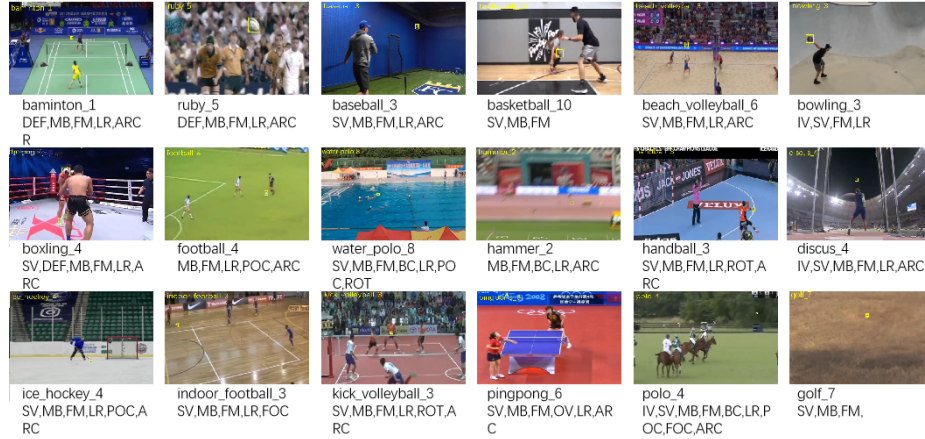 baminton_1
DEF,MB,FM,LR,ARC
R
ruby_5
DEF,MB,FM,LR,ARC
baseball_3
SV,MB,FM,LR,ARC
basketball_10
SV,MB,FM
beach_volleyball_6
SV,MB,FM,LR,ARC
bowling_3
IV,SV,FM,LR
boxling_4
SV,DEF,MB,FM,LR,A
RC
football_4
MB,FM,LR,POC,ARC
water_polo_8
SV,MB,FM,BC,LR,PO
C,ROT
hammer_2
MB,FM,BC,LR,ARC
handball_3
SV,MB,FM,LR,ROT,A
RC
discus_4
IV,SV,MB,FM,LR,ARC
ice_hockey_4
SV,MB,FM,LR,POC,A
RC
indoor_football_3
SV,MB,FM,LR,FOC
kick_volleyball_3
SV,MB,FM,LR,ROT,A
RC
pingpong_6
SV,MB,FM,OV,LR,AR
C
polo_4
IV,SV,MB,FM,BC,LR,P
OC,FOC,ARC
golf_7
SV,MB,FM,